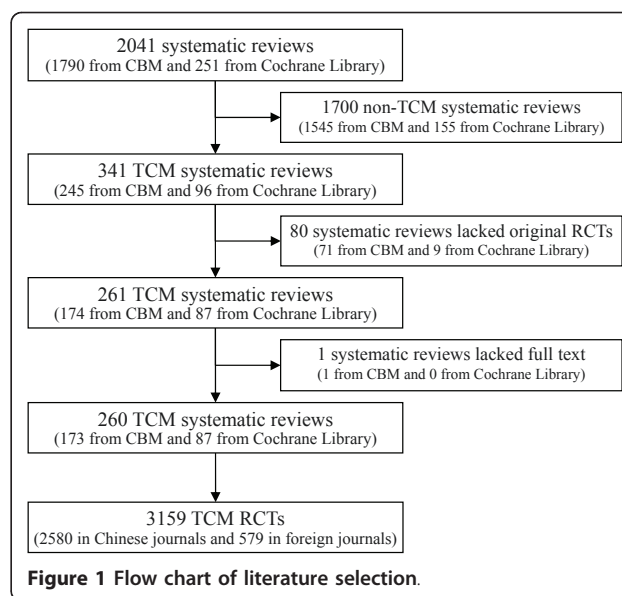 2041 systematic reviews
(1790 from CBM and 251 from Cochrane Library)
1700 non-TCM systematic reviews
(1545 from CBM and 155 from Cochrane Library)
341 TCM systematic reviews
(245 from CBM and 96 from Cochrane Library)
80 systematic reviews lacked original RCTs
(71 from CBM and 9 from Cochrane Library)
261 TCM systematic reviews
(174 from CBM and 87 from Cochrane Library)
1 systematic reviews lacked full text
(1 from CBM and 0 from Cochrane Library)
260 TCM systematic reviews
(173 from CBM and 87 from Cochrane Library)
3159 TCM RCTs
(2580 in Chinese journals and 579 in foreign journals)
Figure 1 Flow chart of literature selection.